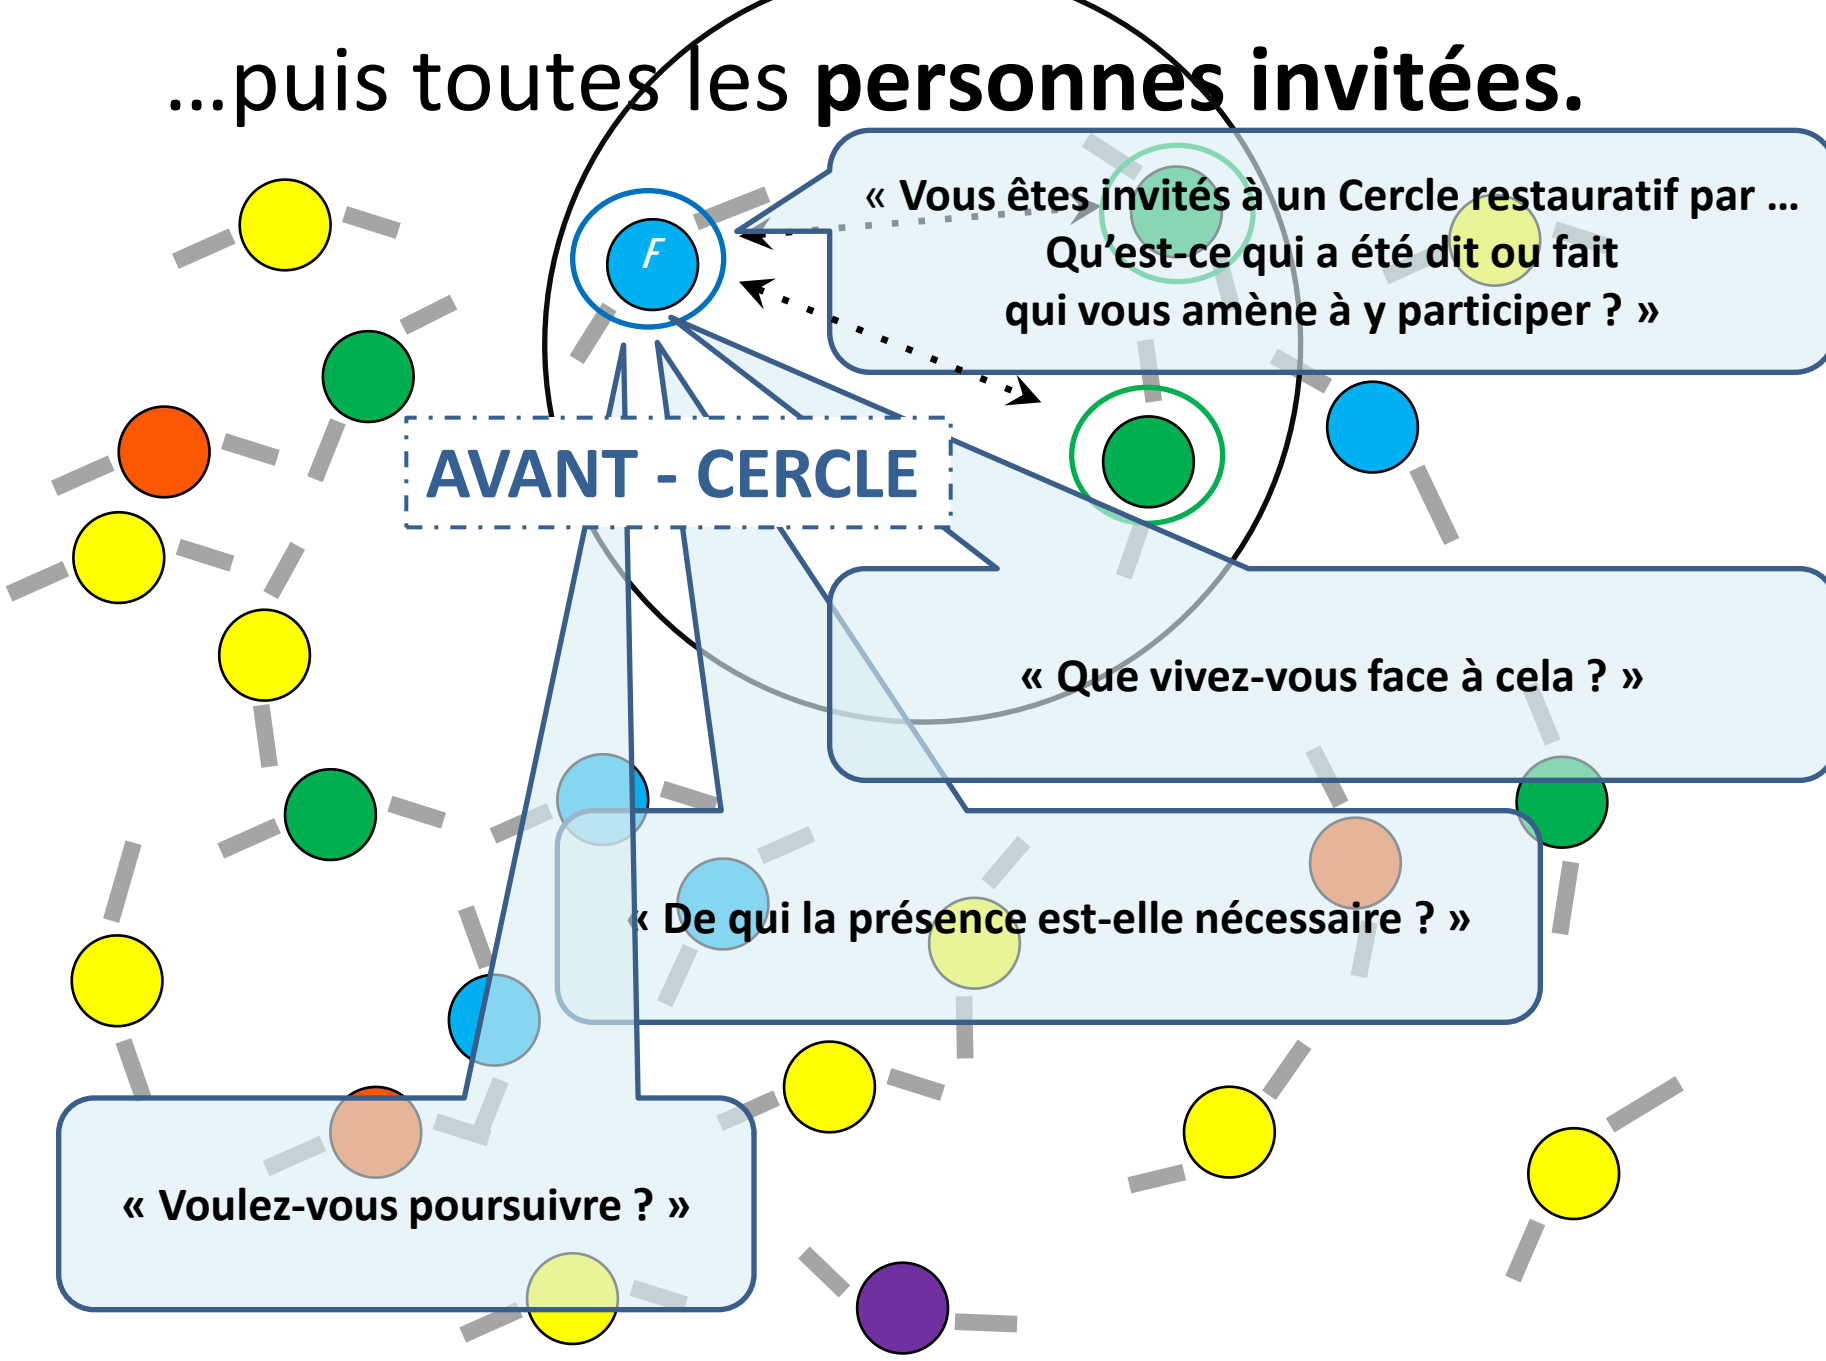 ...puis toutes les personnes invitées.
« Vous êtes invités à un Cercle restauratif par ...
Qu'est-ce qui a été dit ou fait
qui vous amène à y participer ? »
F
AVANT - CERCLE
« Que vivez-vous face à cela ? »
« De qui la présence est-elle nécessaire ? »
« Voulez-vous poursuivre ? »